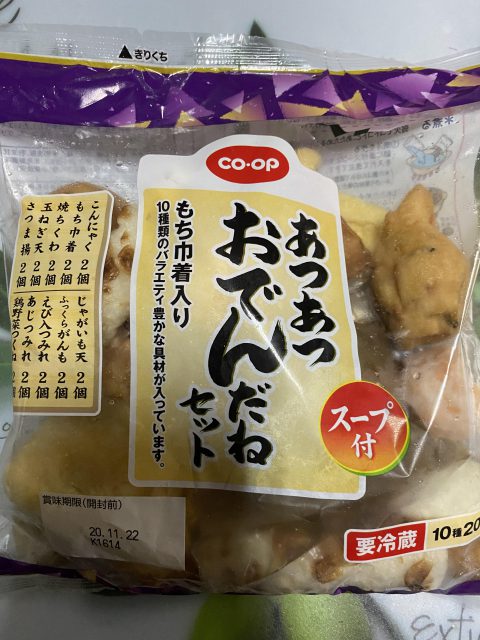 ▲きりくち
水煮る
CO·OP
あつあつ
おでんだね
セット
もち巾着入り
10種類のバラエティ豊かな具材が入っています。
こんにゃく 2個
もち巾着 2個
焼ちくわ 2個
玉ねぎ天 2個
さつま揚 2個
じゃがいも天 2個
ふっくらがんも 2個
えび入つみれ 2個
あじつみれ 2個
鶏野菜つくね 2個
スープ
付
賞味期限(開封前)
20.11.22
K1614
要冷蔵 10種20